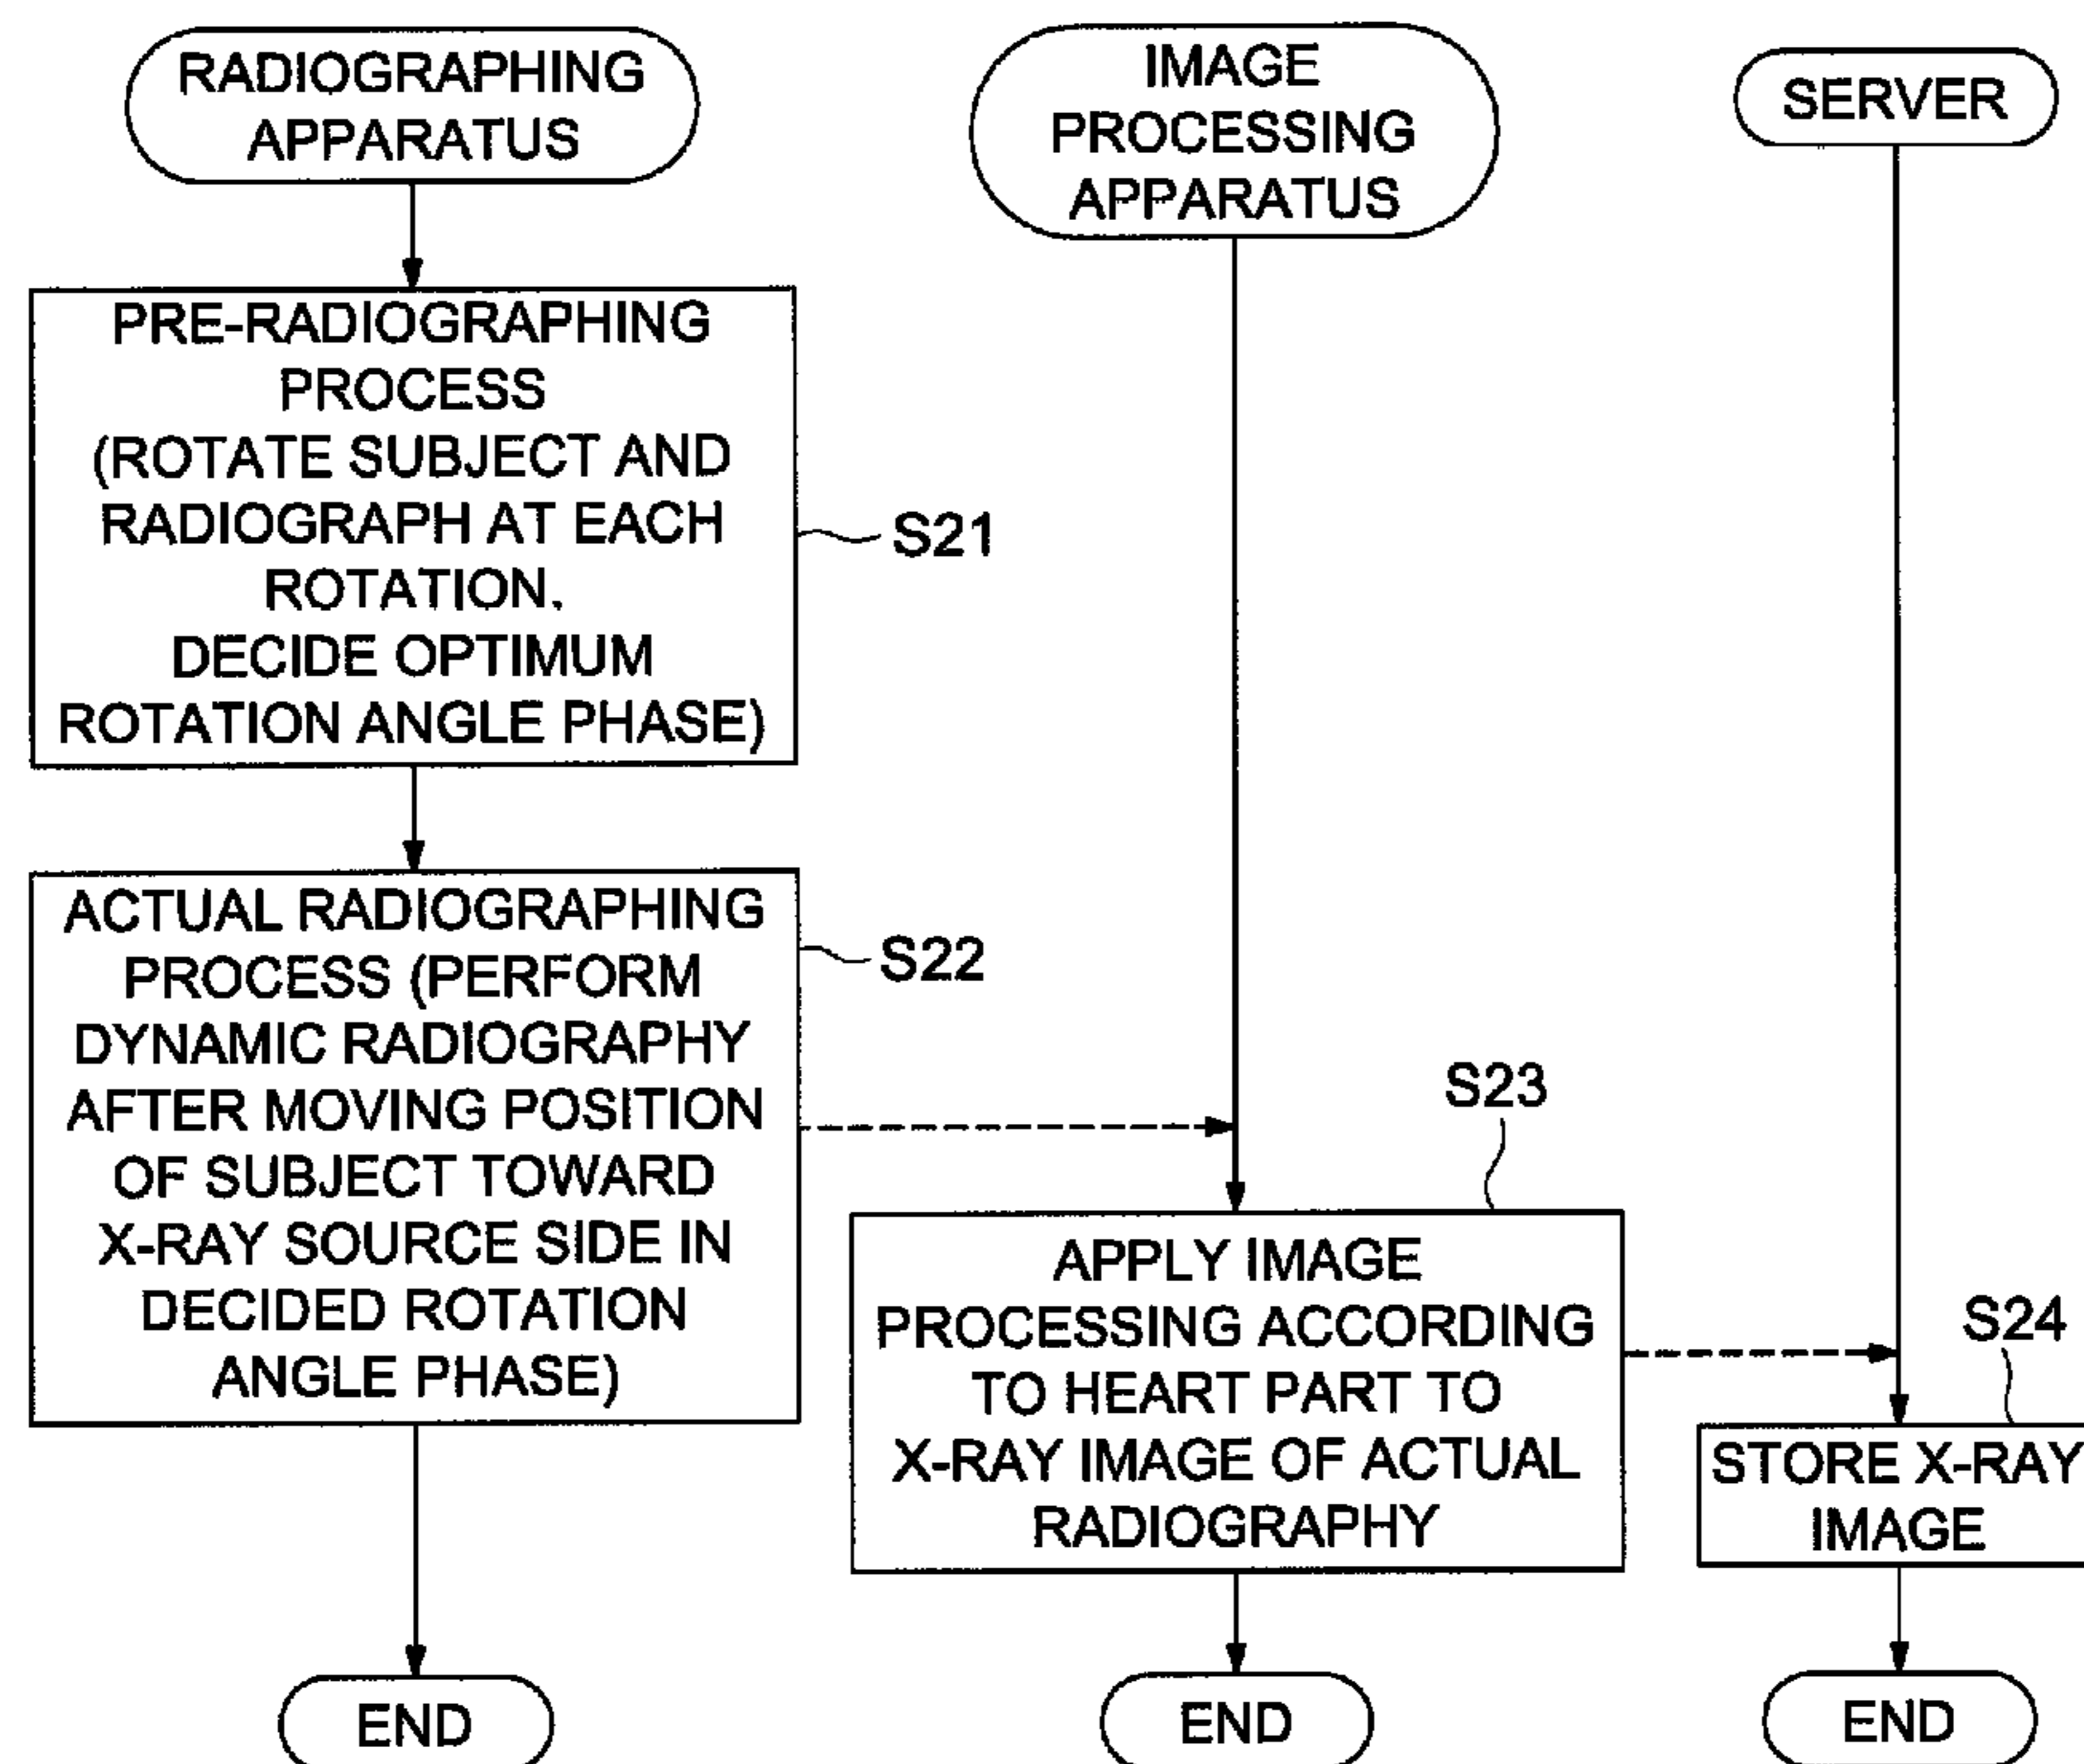 RADIOGRAPHING
APPARATUS
PRE-RADIOGRAPHING
PROCESS
(ROTATE SUBJECT AND
RADIOGRAPH AT EACH
ROTATION,
DECIDE OPTIMUM
ROTATION ANGLE PHASE)
S21
ACTUAL RADIOGRAPHING
PROCESS (PERFORM
DYNAMIC RADIOGRAPHY
AFTER MOVING POSITION
OF SUBJECT TOWARD
X-RAY SOURCE SIDE IN
DECIDED ROTATION
ANGLE PHASE)
S22
END
IMAGE
PROCESSING
APPARATUS
S23
APPLY IMAGE
PROCESSING ACCORDING
TO HEART PART TO
X-RAY IMAGE OF ACTUAL
RADIOGRAPHY
END
SERVER
S24
STORE X-RAY
IMAGE
END